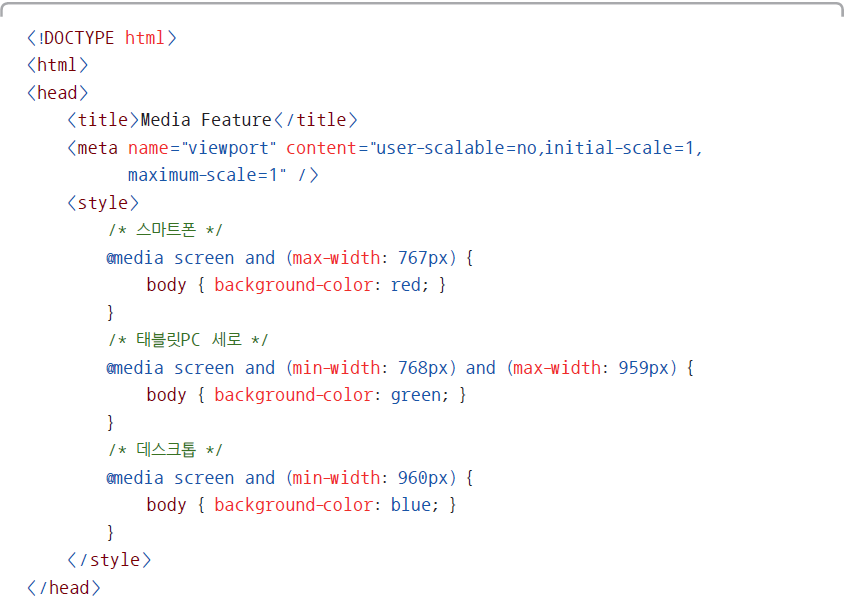 <!DOCTYPE html>
<html>
<head>
    <title>Media Feature</title>
    <meta name="viewport" content="user-scalable=no,initial-scale=1,
          maximum-scale=1" />
    <style>
        /* 스마트폰 */
        @media screen and (max-width: 767px) {
            body { background-color: red; }
        }
        /* 태블릿PC 세로 */
        @media screen and (min-width: 768px) and (max-width: 959px) {
            body { background-color: green; }
        }
        /* 데스크톱 */
        @media screen and (min-width: 960px) {
            body { background-color: blue; }
        }
    </style>
</head>